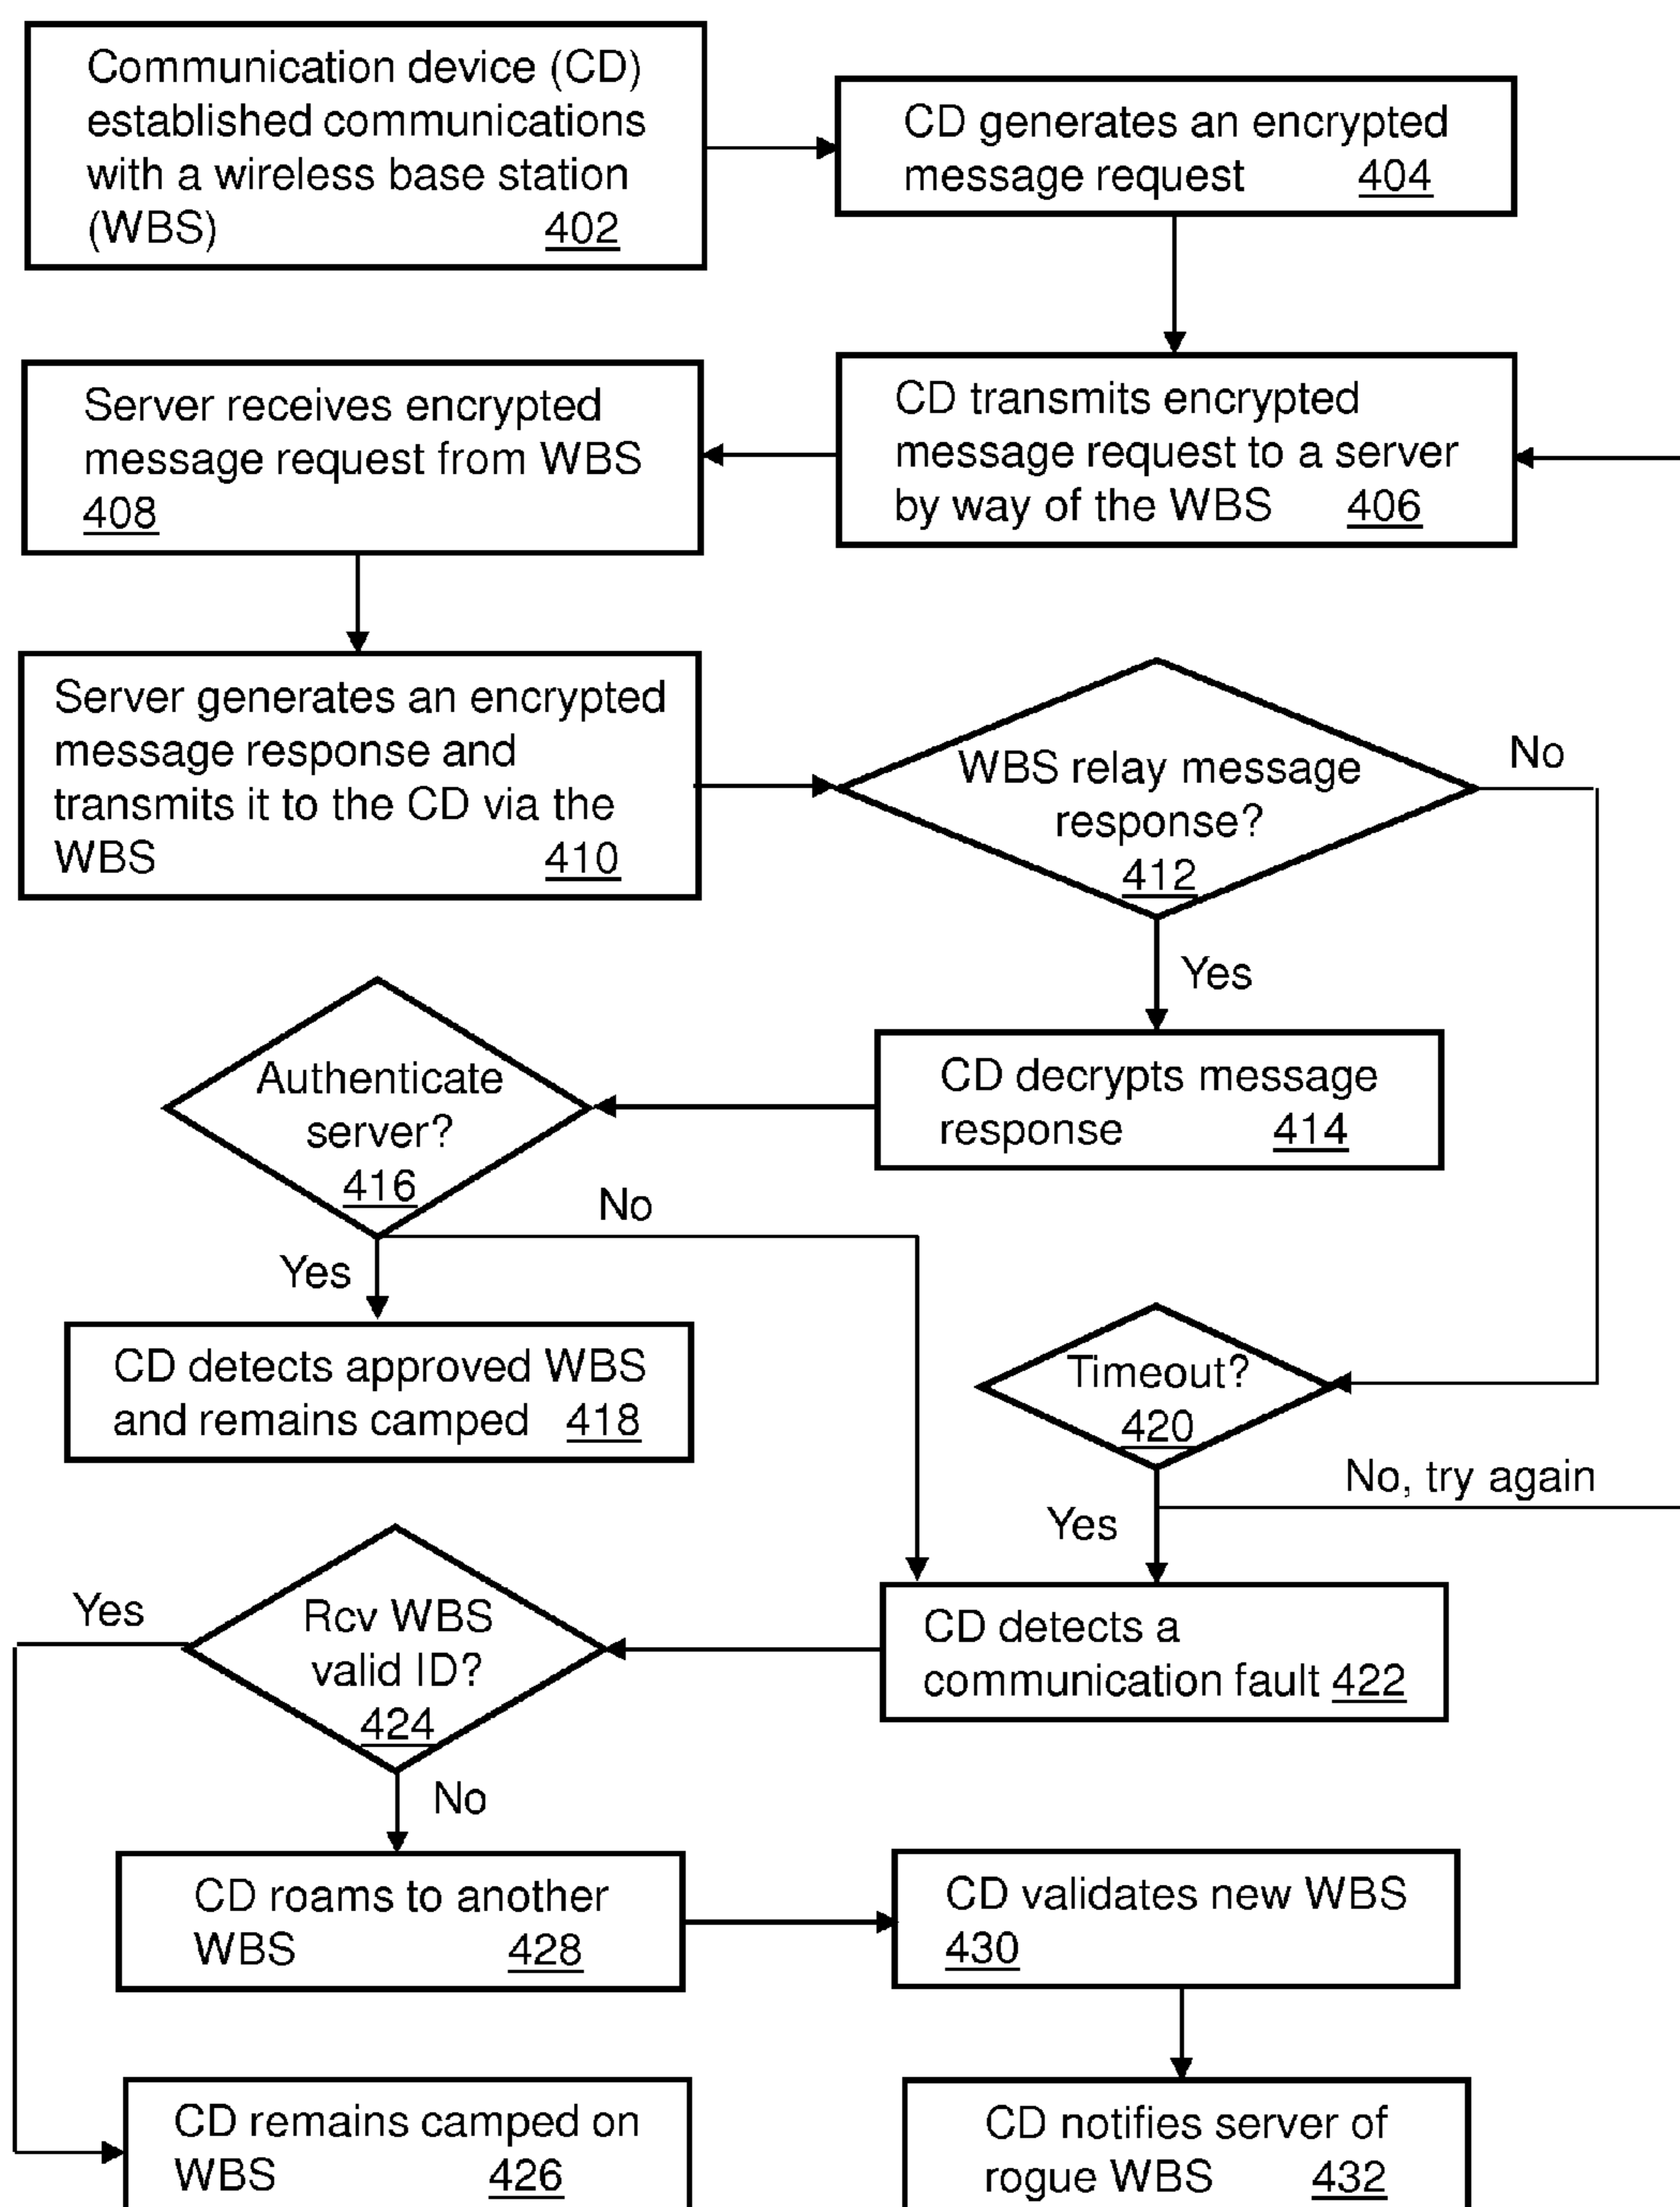 Communication device (CD)
established communications
with a wireless base station
(WBS) 402
CD generates an encrypted
message request 404
CD transmits encrypted
message request to a server
by way of the WBS 406
Server receives encrypted
message request from WBS
408
Server generates an encrypted
message response and
transmits it to the CD via the
WBS 410
WBS relay message
response?
412
No
Yes
CD decrypts message
response 414
Authenticate
server?
416
No
Yes
CD detects approved WBS
and remains camped 418
Timeout?
420
No, try again
Yes
CD detects a
communication fault 422
Rcv WBS
valid ID?
424
Yes
No
CD roams to another
WBS 428
CD validates new WBS
430
CD remains camped on
WBS 426
CD notifies server of
rogue WBS 432